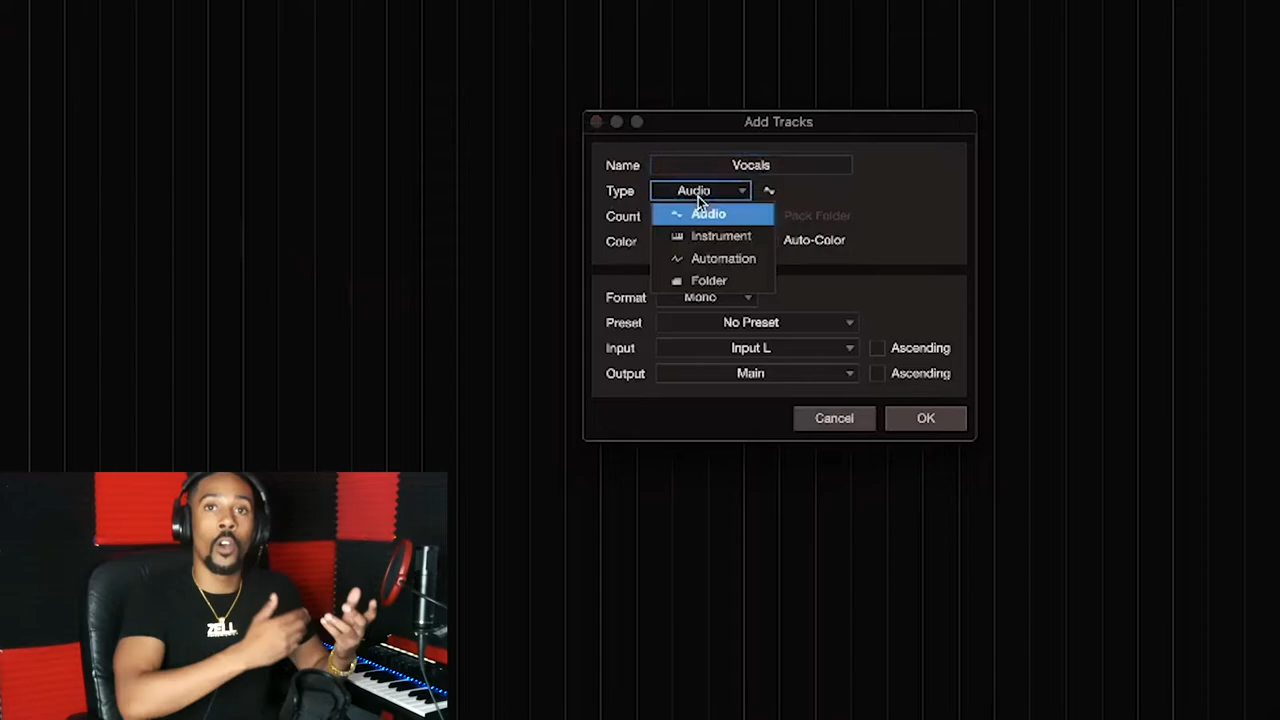 Add Tracks
Name Vocals
Type Audio
Count Audio Pack Folder
Instrument
Color Auto-Color
Automation
Folder
Format Mono
Preset No Preset
Input Input L Ascending
Output Main Ascending
Cancel OK
ZELL